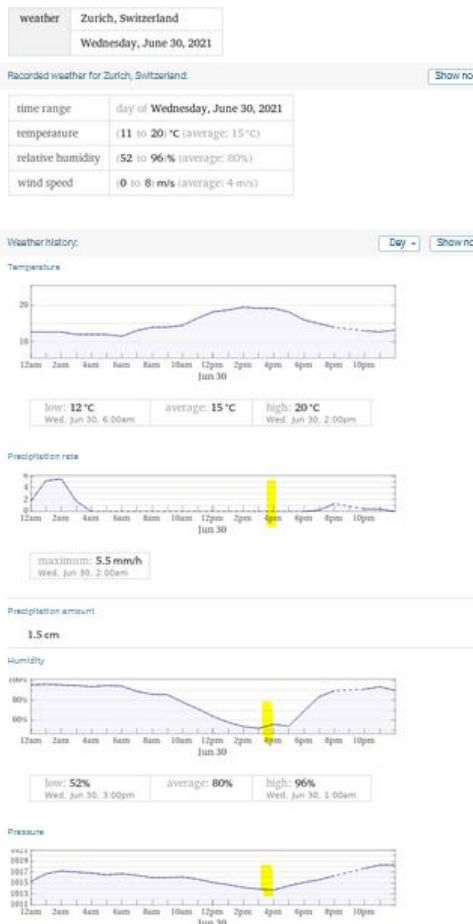 weather Zurich, Switzerland
Wednesday, June 30, 2021
Recorded weather for Zurich, Switzerland:
Show no
time range day of Wednesday, June 30, 2021
temperature (11 to 20) °C (average: 15 °C)
relative humidity (52 to 96)% (average: 80%)
wind speed (0 to 8) m/s (average: 4 m/s)
Weather history:
Day Show no
Temperature
12am 2am 4am 6am 8am 10am 12pm 2pm 4pm 6pm 8pm 10pm
Jun 30
low: 12 °C average: 15 °C high: 20 °C
Wed, Jun 30, 6:00am Wed, Jun 30, 2:00pm
Precipitation rate
6
4
2
0
12am 2am 4am 6am 8am 10am 12pm 2pm 4pm 6pm 8pm 10pm
Jun 30
maximum: 5.5 mm/h
Wed, Jun 30, 2:00am
Precipitation amount
1.5 cm
Humidity
100%
80%
60%
12am 2am 4am 6am 8am 10am 12pm 2pm 4pm 6pm 8pm 10pm
Jun 30
low: 52% average: 80% high: 96%
Wed, Jun 30, 3:00pm Wed, Jun 30, 1:00am
Pressure
1021
1019
1017
1015
1013
1011
12am 2am 4am 6am 8am 10am 12pm 2pm 4pm 6pm 8pm 10pm
Jun 30